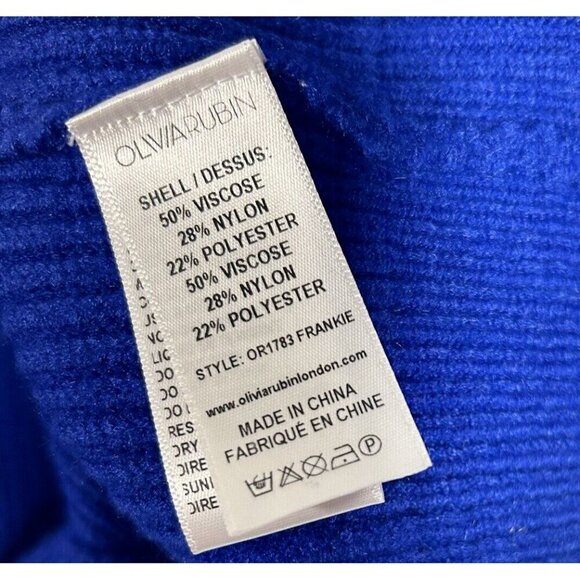 OLIVIARUBIN
SHELL / DESSUS:
50% VISCOSE
28% NYLON
22% POLYESTER
50% VISCOSE
28% NYLON
22% POLYESTER
STYLE: OR1783 FRANKIE
www.oliviarubinlondon.com
MADE IN CHINA
FABRIQUÉ EN CHINE
P